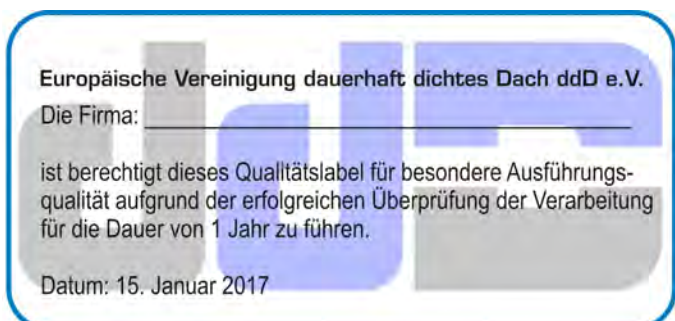 Europäische Vereinigung dauerhaft dichtes Dach ddD e.V.
Die Firma:
ist berechtigt dieses Qualitätslabel für besondere Ausführungs-
qualität aufgrund der erfolgreichen Überprüfung der Verarbeitung
für die Dauer von 1 Jahr zu führen.
Datum: 15. Januar 2017